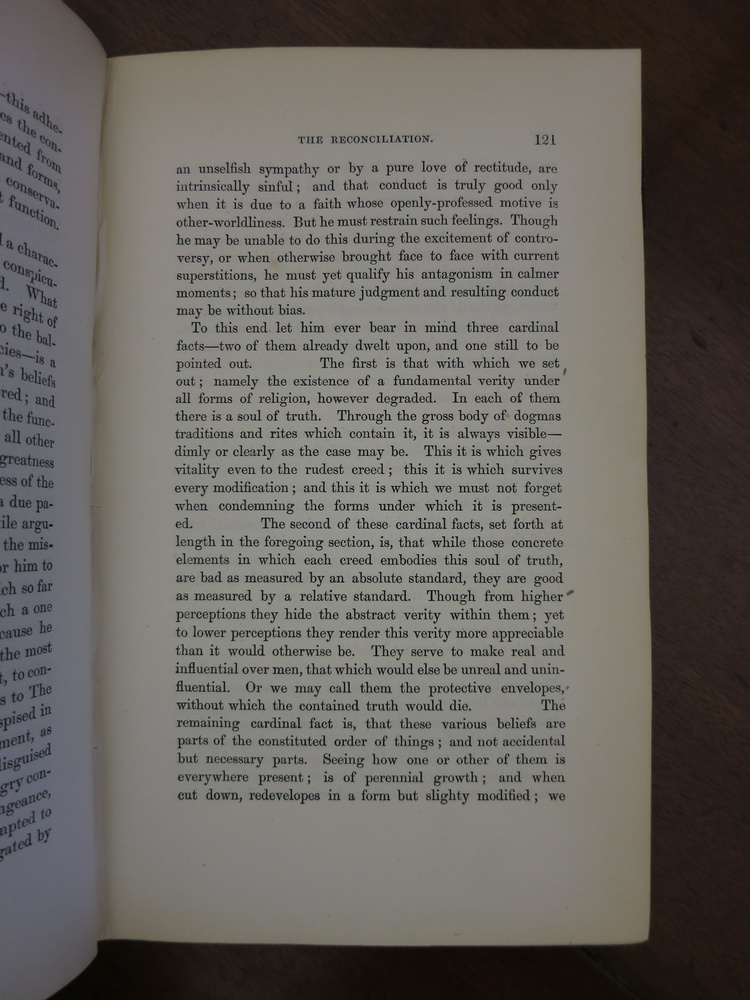 —this adhe-
es the con-
ented from
and forms,
conserva-
function.
a charac-
conspicu-
What
e right of
o the bal-
cies—is a
n's beliefs
red; and
the func-
all other
greatness
ess of the
a due pa-
ile argu-
the mis-
or him to
ch so far
ch a one
cause he
the most
t, to con-
s to The
spised in
ment, as
disguised
gry con-
ngeance,
mpted to
gated by
THE RECONCILIATION. 121
an unselfish sympathy or by a pure love of rectitude, are
intrinsically sinful; and that conduct is truly good only
when it is due to a faith whose openly-professed motive is
other-worldliness. But he must restrain such feelings. Though
he may be unable to do this during the excitement of contro-
versy, or when otherwise brought face to face with current
superstitions, he must yet qualify his antagonism in calmer
moments; so that his mature judgment and resulting conduct
may be without bias.
To this end let him ever bear in mind three cardinal
facts—two of them already dwelt upon, and one still to be
pointed out. The first is that with which we set
out; namely the existence of a fundamental verity under
all forms of religion, however degraded. In each of them
there is a soul of truth. Through the gross body of dogmas
traditions and rites which contain it, it is always visible—
dimly or clearly as the case may be. This it is which gives
vitality even to the rudest creed; this it is which survives
every modification; and this it is which we must not forget
when condemning the forms under which it is present-
ed. The second of these cardinal facts, set forth at
length in the foregoing section, is, that while those concrete
elements in which each creed embodies this soul of truth,
are bad as measured by an absolute standard, they are good
as measured by a relative standard. Though from higher
perceptions they hide the abstract verity within them; yet
to lower perceptions they render this verity more appreciable
than it would otherwise be. They serve to make real and
influential over men, that which would else be unreal and unin-
fluential. Or we may call them the protective envelopes,
without which the contained truth would die. The
remaining cardinal fact is, that these various beliefs are
parts of the constituted order of things; and not accidental
but necessary parts. Seeing how one or other of them is
everywhere present; is of perennial growth; and when
cut down, redevelopes in a form but slighty modified; we